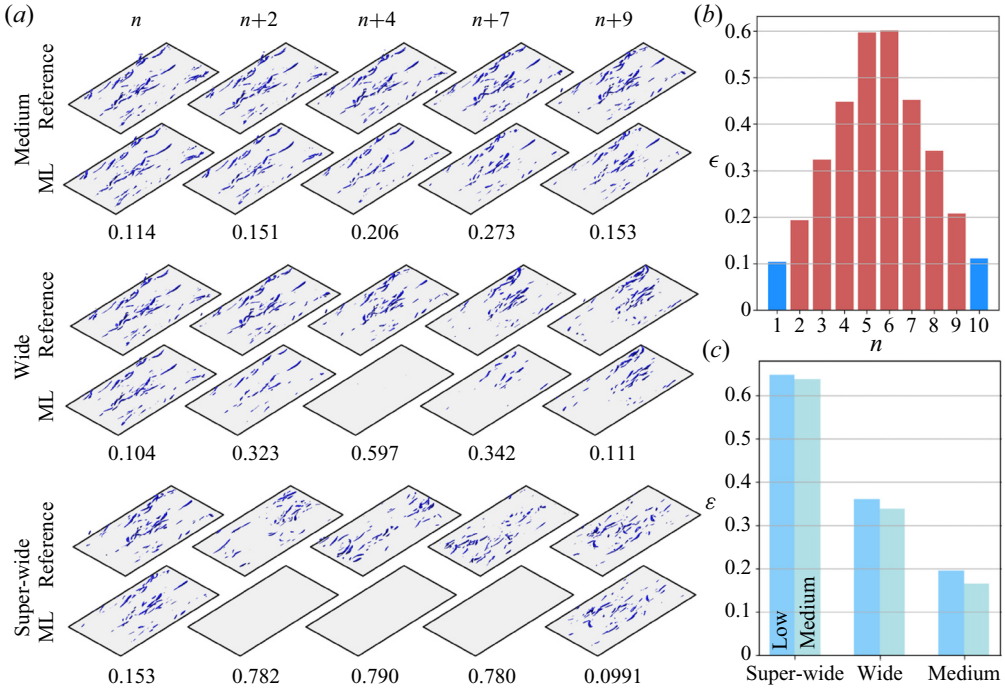 (a)
n n+2 n+4 n+7 n+9
Medium
Reference
ML
0.114 0.151 0.206 0.273 0.153
Wide
Reference
ML
0.104 0.323 0.597 0.342 0.111
Super-wide
Reference
ML
0.153 0.782 0.790 0.780 0.0991
(b)
0.6
0.5
0.4
ϵ
0.3
0.2
0.1
0
1 2 3 4 5 6 7 8 9 10
n
(c)
0.6
0.5
0.4
ε
0.3
0.2
0.1
0
Low
Medium
Super-wide Wide Medium